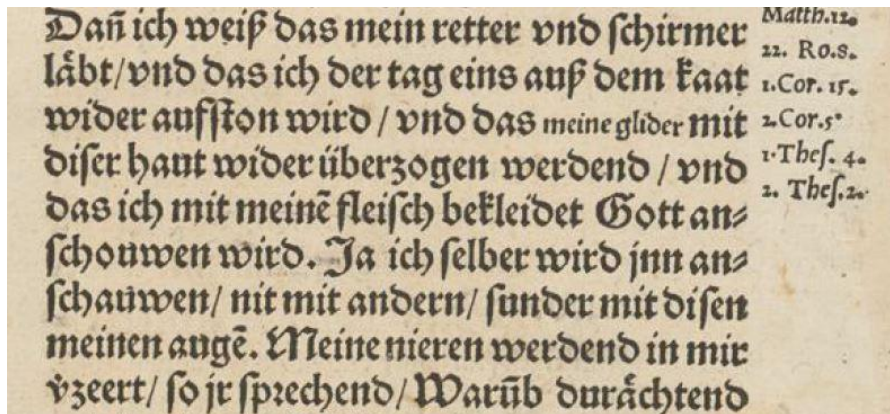 Dañ ich weiß das mein retter vnd schirmer
läbt/vnd das ich der tag eins auß dem kaat
wider aufston wird / vnd das meine glider mit
diser haut wider überzogen werdend / vnd
das ich mit meinẽ fleisch bekleidet Gott an⸗
schouwen wird. Ja ich selber wird jnn an⸗
schauwen/ nit mit andern/ sunder mit disen
meinen augẽ. Meine nieren werdend in mir
v̊zeert/ so jr sprechend/ Warũb durächtend
Matth.12.
22. Ro.8.
1.Cor. 15.
2.Cor.5.
1.Thes. 4.
2. Thes.2.